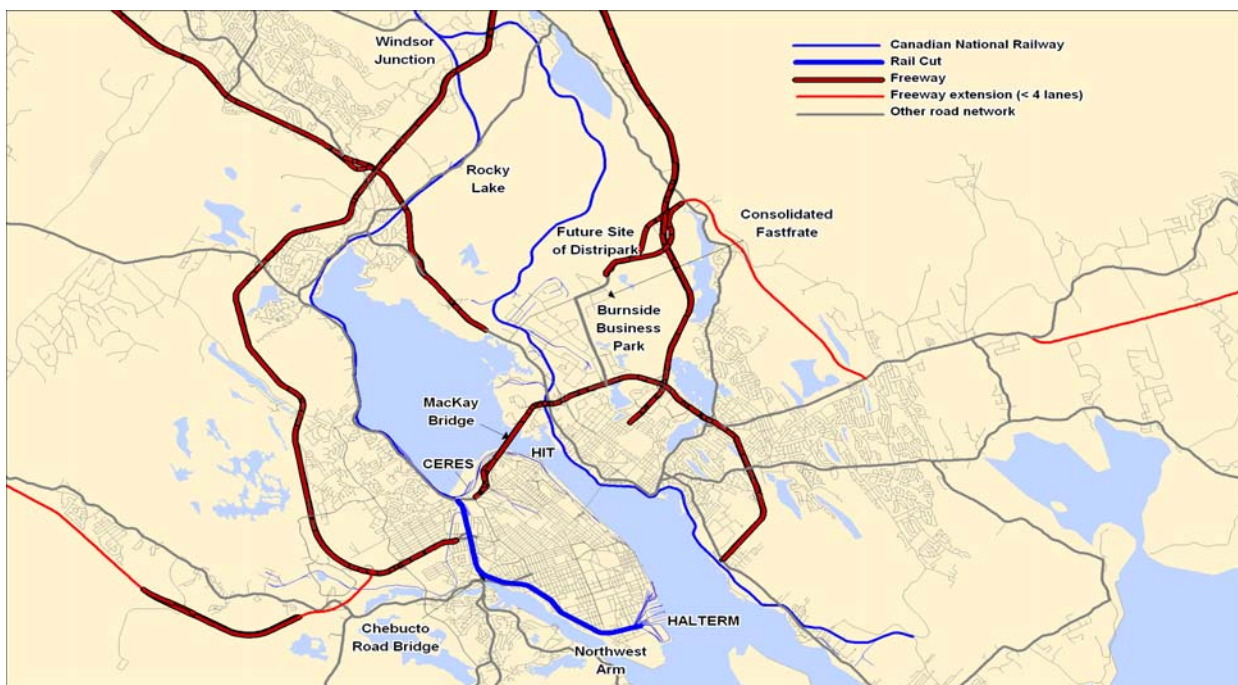 Windsor
Junction
Canadian National Railway
Rail Cut
Freeway
Freeway extension (< 4 lanes)
Other road network
Rocky
Lake
Consolidated
Fastfrate
Future Site
of Distripark
Burnside
Business
Park
MacKay
Bridge
HIT
CERES
HALTERM
Chebucto
Road Bridge
Northwest
Arm